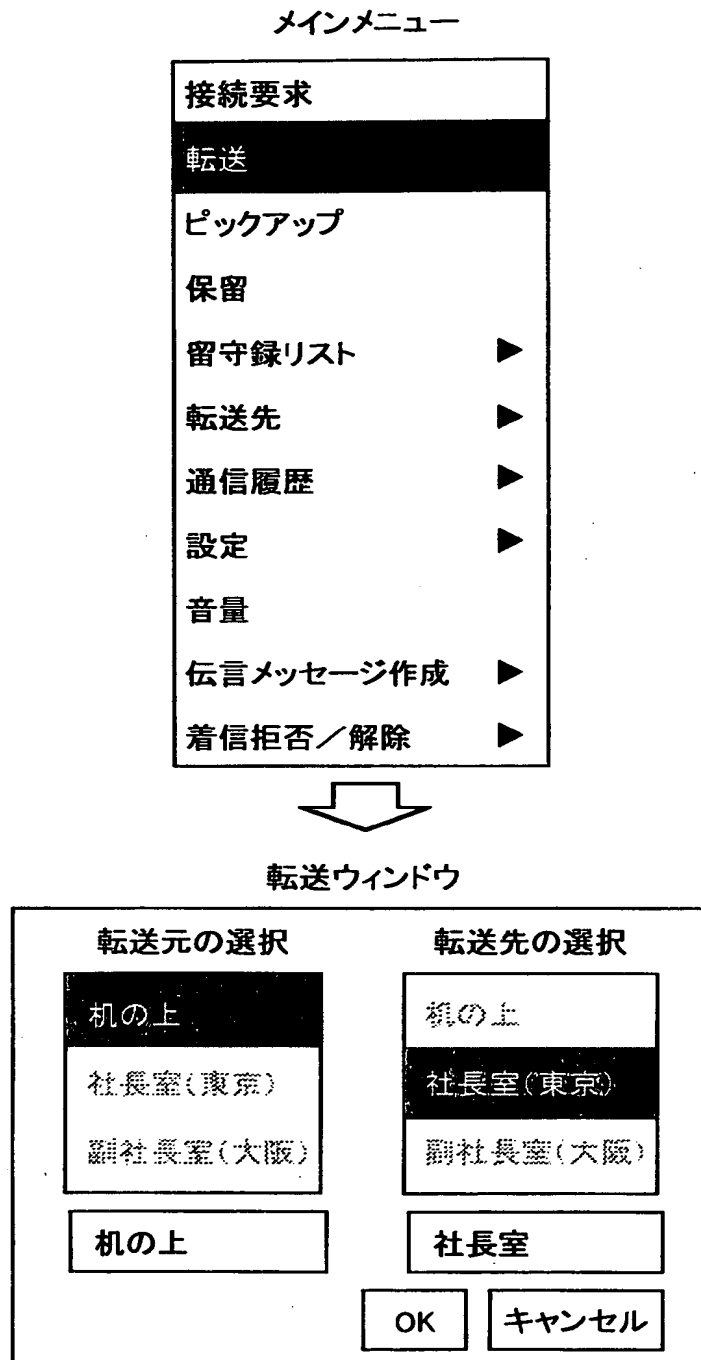 メインメニュー
接続要求
転送
ピックアップ
保留
留守録リスト ▶
転送先 ▶
通信履歴 ▶
設定 ▶
音量
伝言メッセージ作成 ▶
着信拒否／解除 ▶
転送ウィンドウ
転送元の選択
机の上
社長室(東京)
副社長室(大阪)
机の上
転送先の選択
机の上
社長室(東京)
副社長室(大阪)
社長室
OK
キャンセル